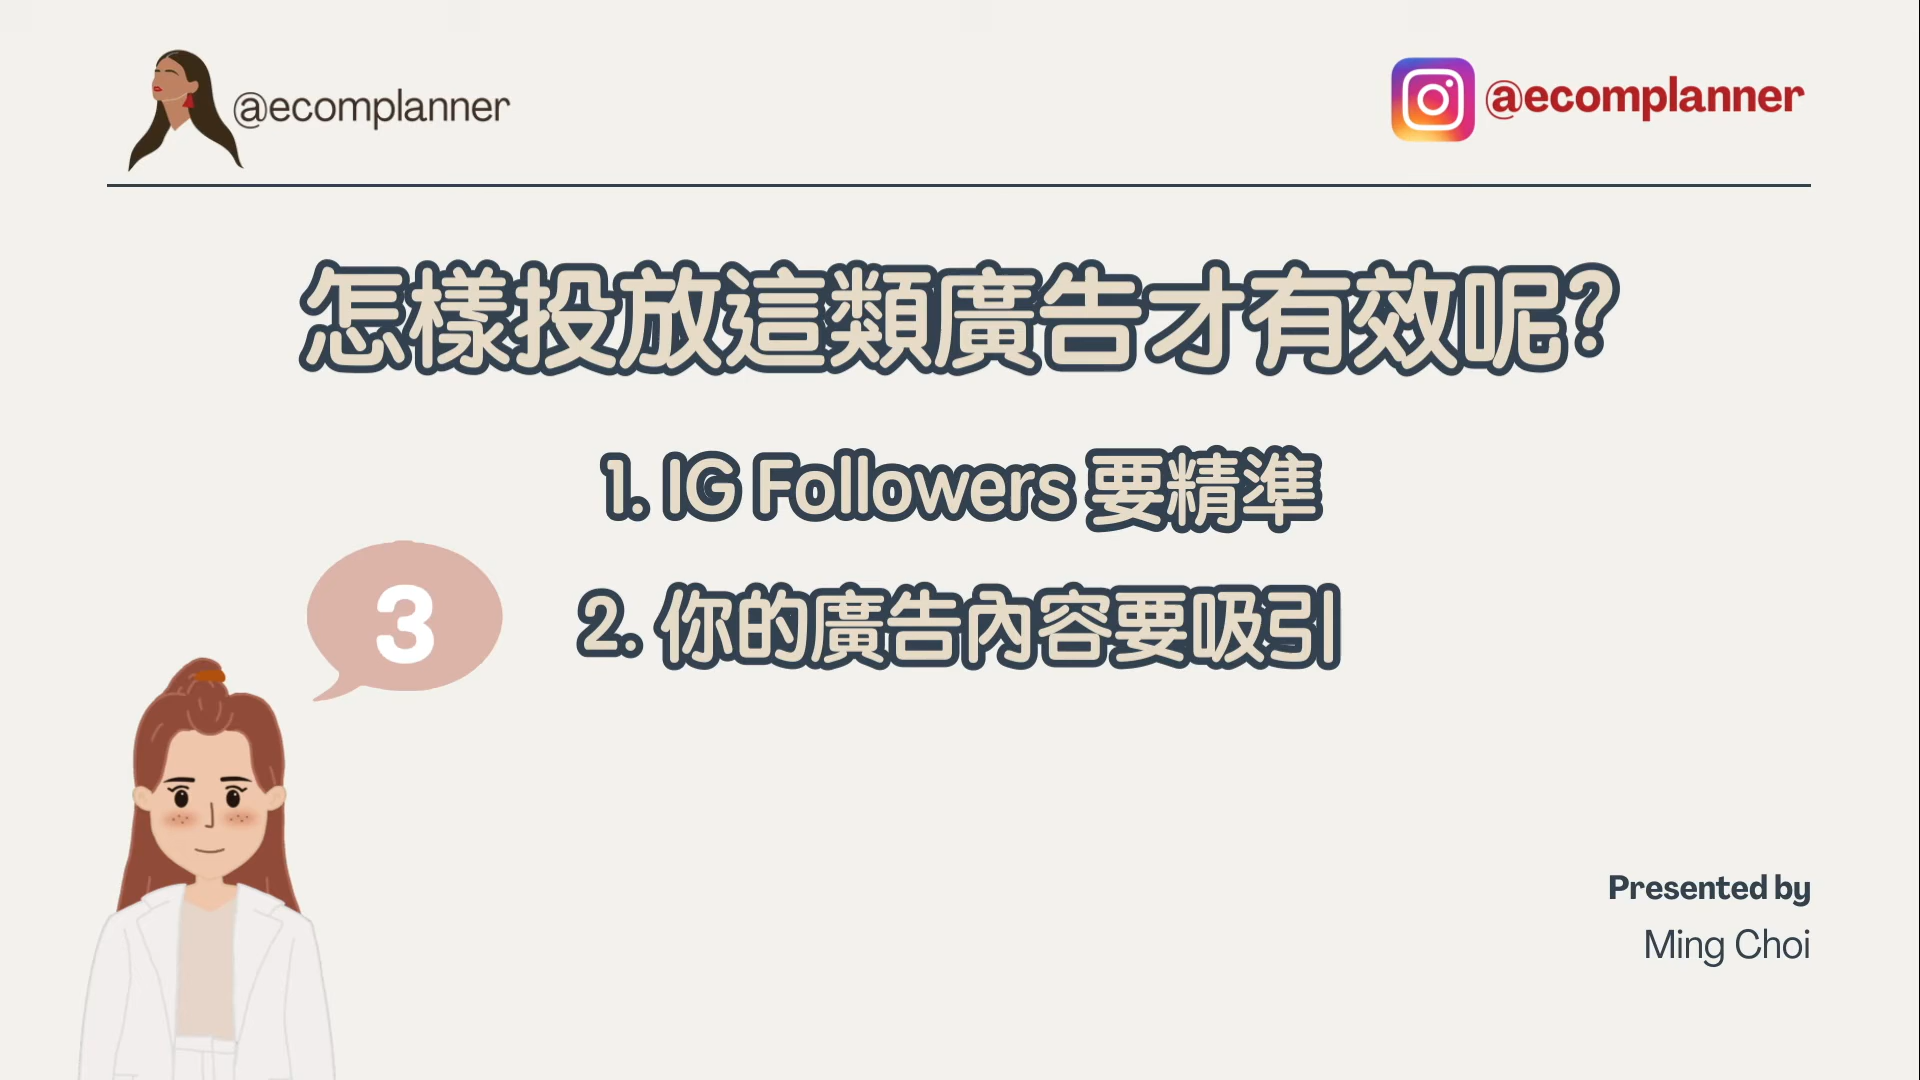 @ecomplanner
@ecomplanner
怎樣投放這類廣告才有效呢?
1. IG Followers 要精準
3
2. 你的廣告內容要吸引
Presented by
Ming Choi